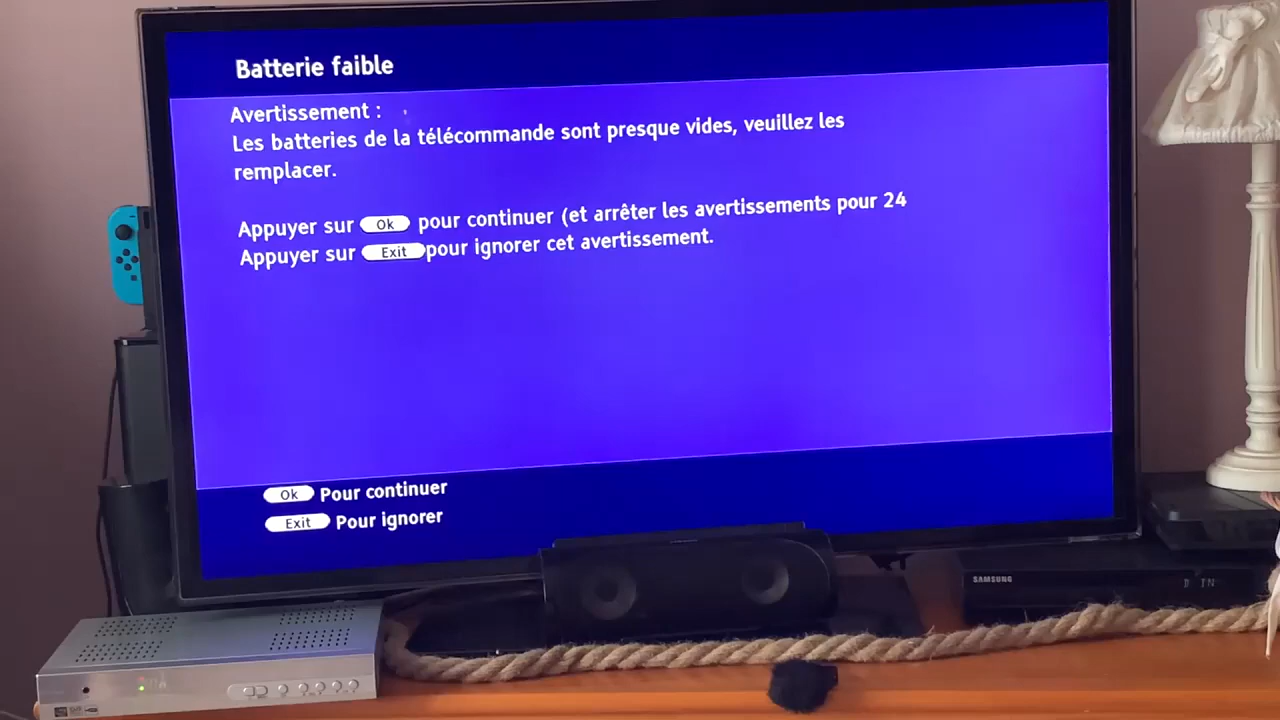 Batterie faible
Avertissement :
Les batteries de la télécommande sont presque vides, veuillez les
remplacer.
Appuyer sur Ok pour continuer (et arrêter les avertissements pour 24
Appuyer sur Exit pour ignorer cet avertissement.
Ok Pour continuer
Exit Pour ignorer
SAMSUNG